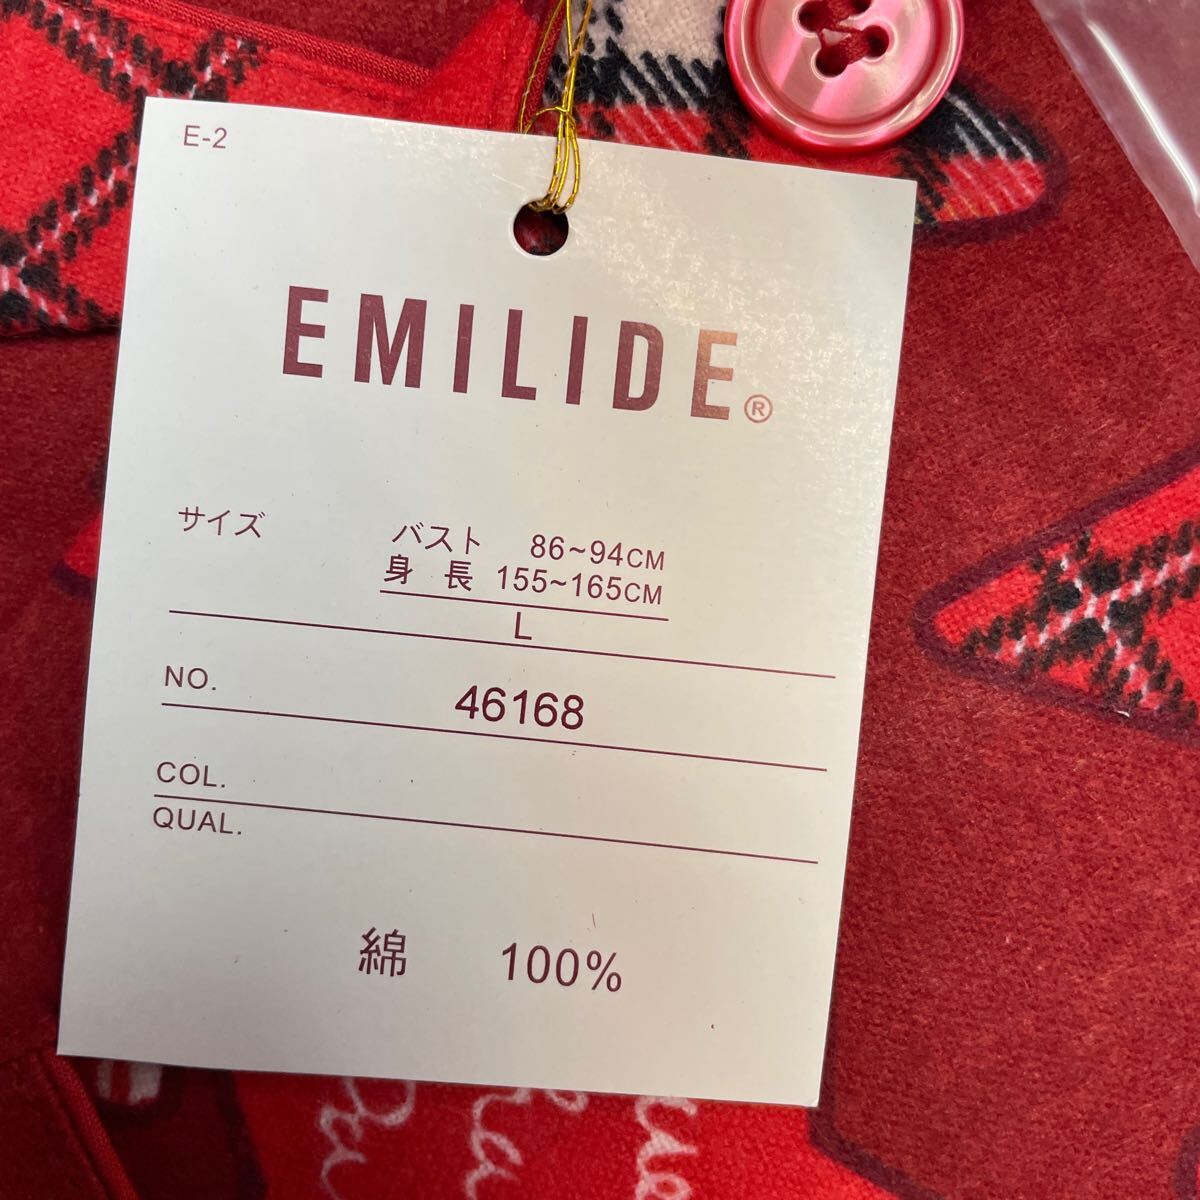 E-2
EMILIDE®
サイズ
バスト 86~94CM
身 長 155~165CM
L
NO. 46168
COL.
QUAL.
綿 100%